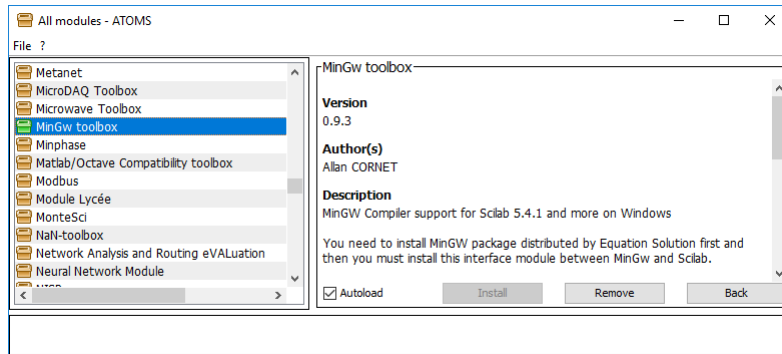 All modules - ATOMS
File ?
Metanet
MicroDAQ Toolbox
Microwave Toolbox
MinGw toolbox
Minphase
Matlab/Octave Compatibility toolbox
Modbus
Module Lycée
MonteSci
NaN-toolbox
Network Analysis and Routing eVALuation
Neural Network Module
MinGw toolbox
Version
0.9.3
Author(s)
Allan CORNET
Description
MinGW Compiler support for Scilab 5.4.1 and more on Windows
You need to install MinGW package distributed by Equation Solution first and
then you must install this interface module between MinGw and Scilab.
Autoload
Install
Remove
Back